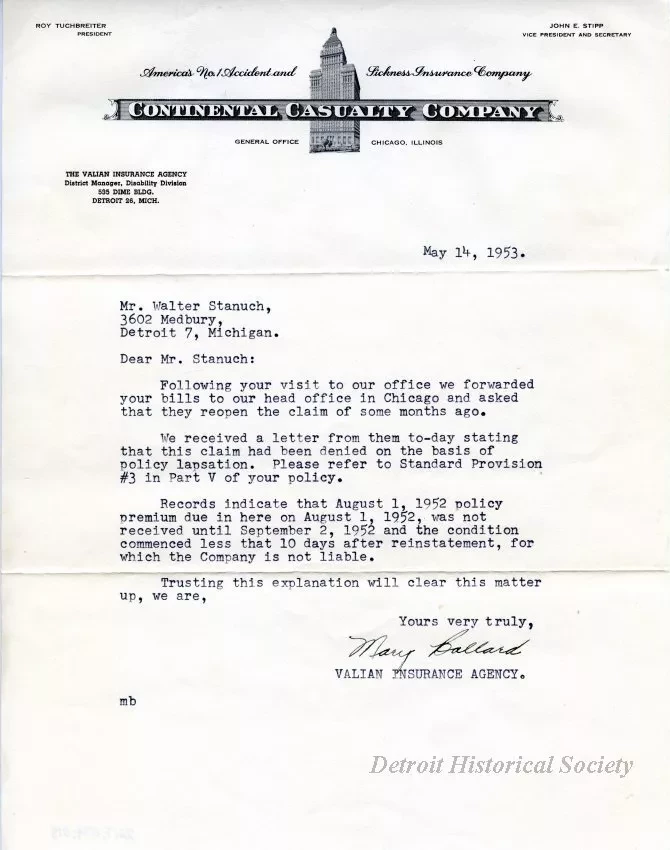 ROY TUCHBREITER
PRESIDENT
JOHN E. STIPP
VICE PRESIDENT AND SECRETARY
America's No. 1 Accident and Sickness Insurance Company
CONTINENTAL CASUALTY COMPANY
GENERAL OFFICE CHICAGO, ILLINOIS
THE VALIAN INSURANCE AGENCY
District Manager, Disability Division
535 DIME BLDG.
DETROIT 26, MICH.
May 14, 1953.
Mr. Walter Stanuch,
3602 Medbury,
Detroit 7, Michigan.
Dear Mr. Stanuch:
Following your visit to our office we forwarded
your bills to our head office in Chicago and asked
that they reopen the claim of some months ago.
We received a letter from them to-day stating
that this claim had been denied on the basis of
policy lapsation. Please refer to Standard Provision
#3 in Part V of your policy.
Records indicate that August 1, 1952 policy
premium due in here on August 1, 1952, was not
received until September 2, 1952 and the condition
commenced less that 10 days after reinstatement, for
which the Company is not liable.
Trusting this explanation will clear this matter
up, we are,
Yours very truly,
Mary Ballard
VALIAN INSURANCE AGENCY.
mb
Detroit Historical Society